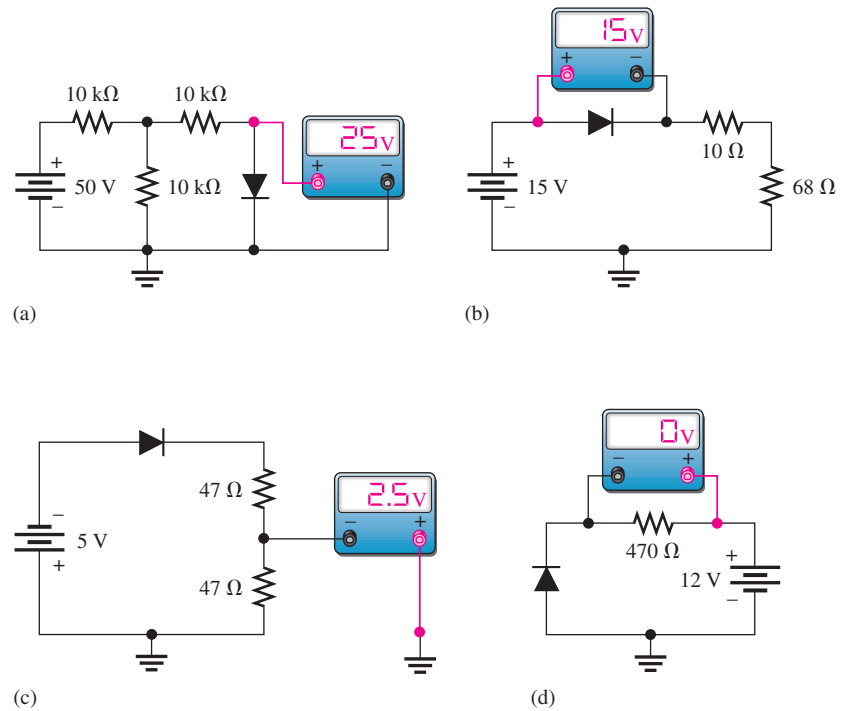 15V
+ −
10 kΩ 10 kΩ
25V
+ −
+
50 V
−
10 kΩ
10 Ω
+
15 V
−
68 Ω
(a)
(b)
47 Ω
2.5V
− +
−
5 V
+
47 Ω
0V
− +
470 Ω
+
12 V
−
(c)
(d)